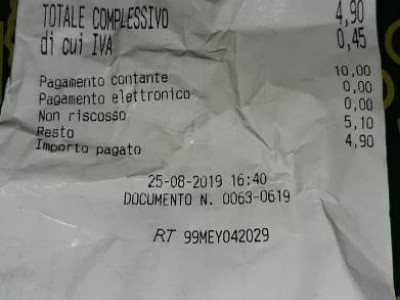 TOTALE COMPLESSIVO 4,90
di cui IVA 0,45
Pagamento contante 10,00
Pagamento elettronico 0,00
Non riscosso 0,00
Resto 5,10
Importo pagato 4,90
25-08-2019 16:40
DOCUMENTO N. 0063-0619
RT 99MEY042029